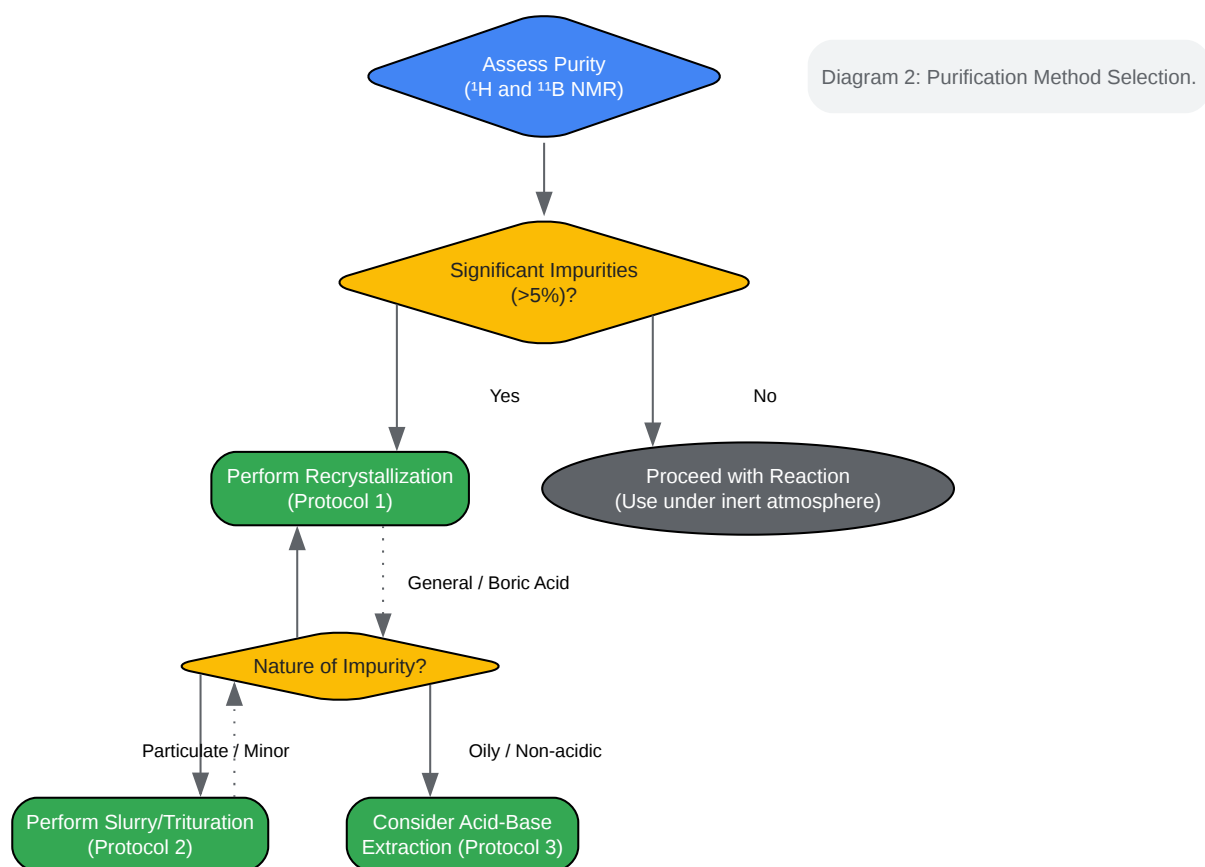 Assess Purity
(¹H and ¹¹B NMR)
Diagram 2: Purification Method Selection.
Significant Impurities
(>5%)?
Yes
No
Perform Recrystallization
(Protocol 1)
Proceed with Reaction
(Use under inert atmosphere)
General / Boric Acid
Nature of Impurity?
Particulate / Minor
Oily / Non-acidic
Perform Slurry/Trituration
(Protocol 2)
Consider Acid-Base
Extraction (Protocol 3)